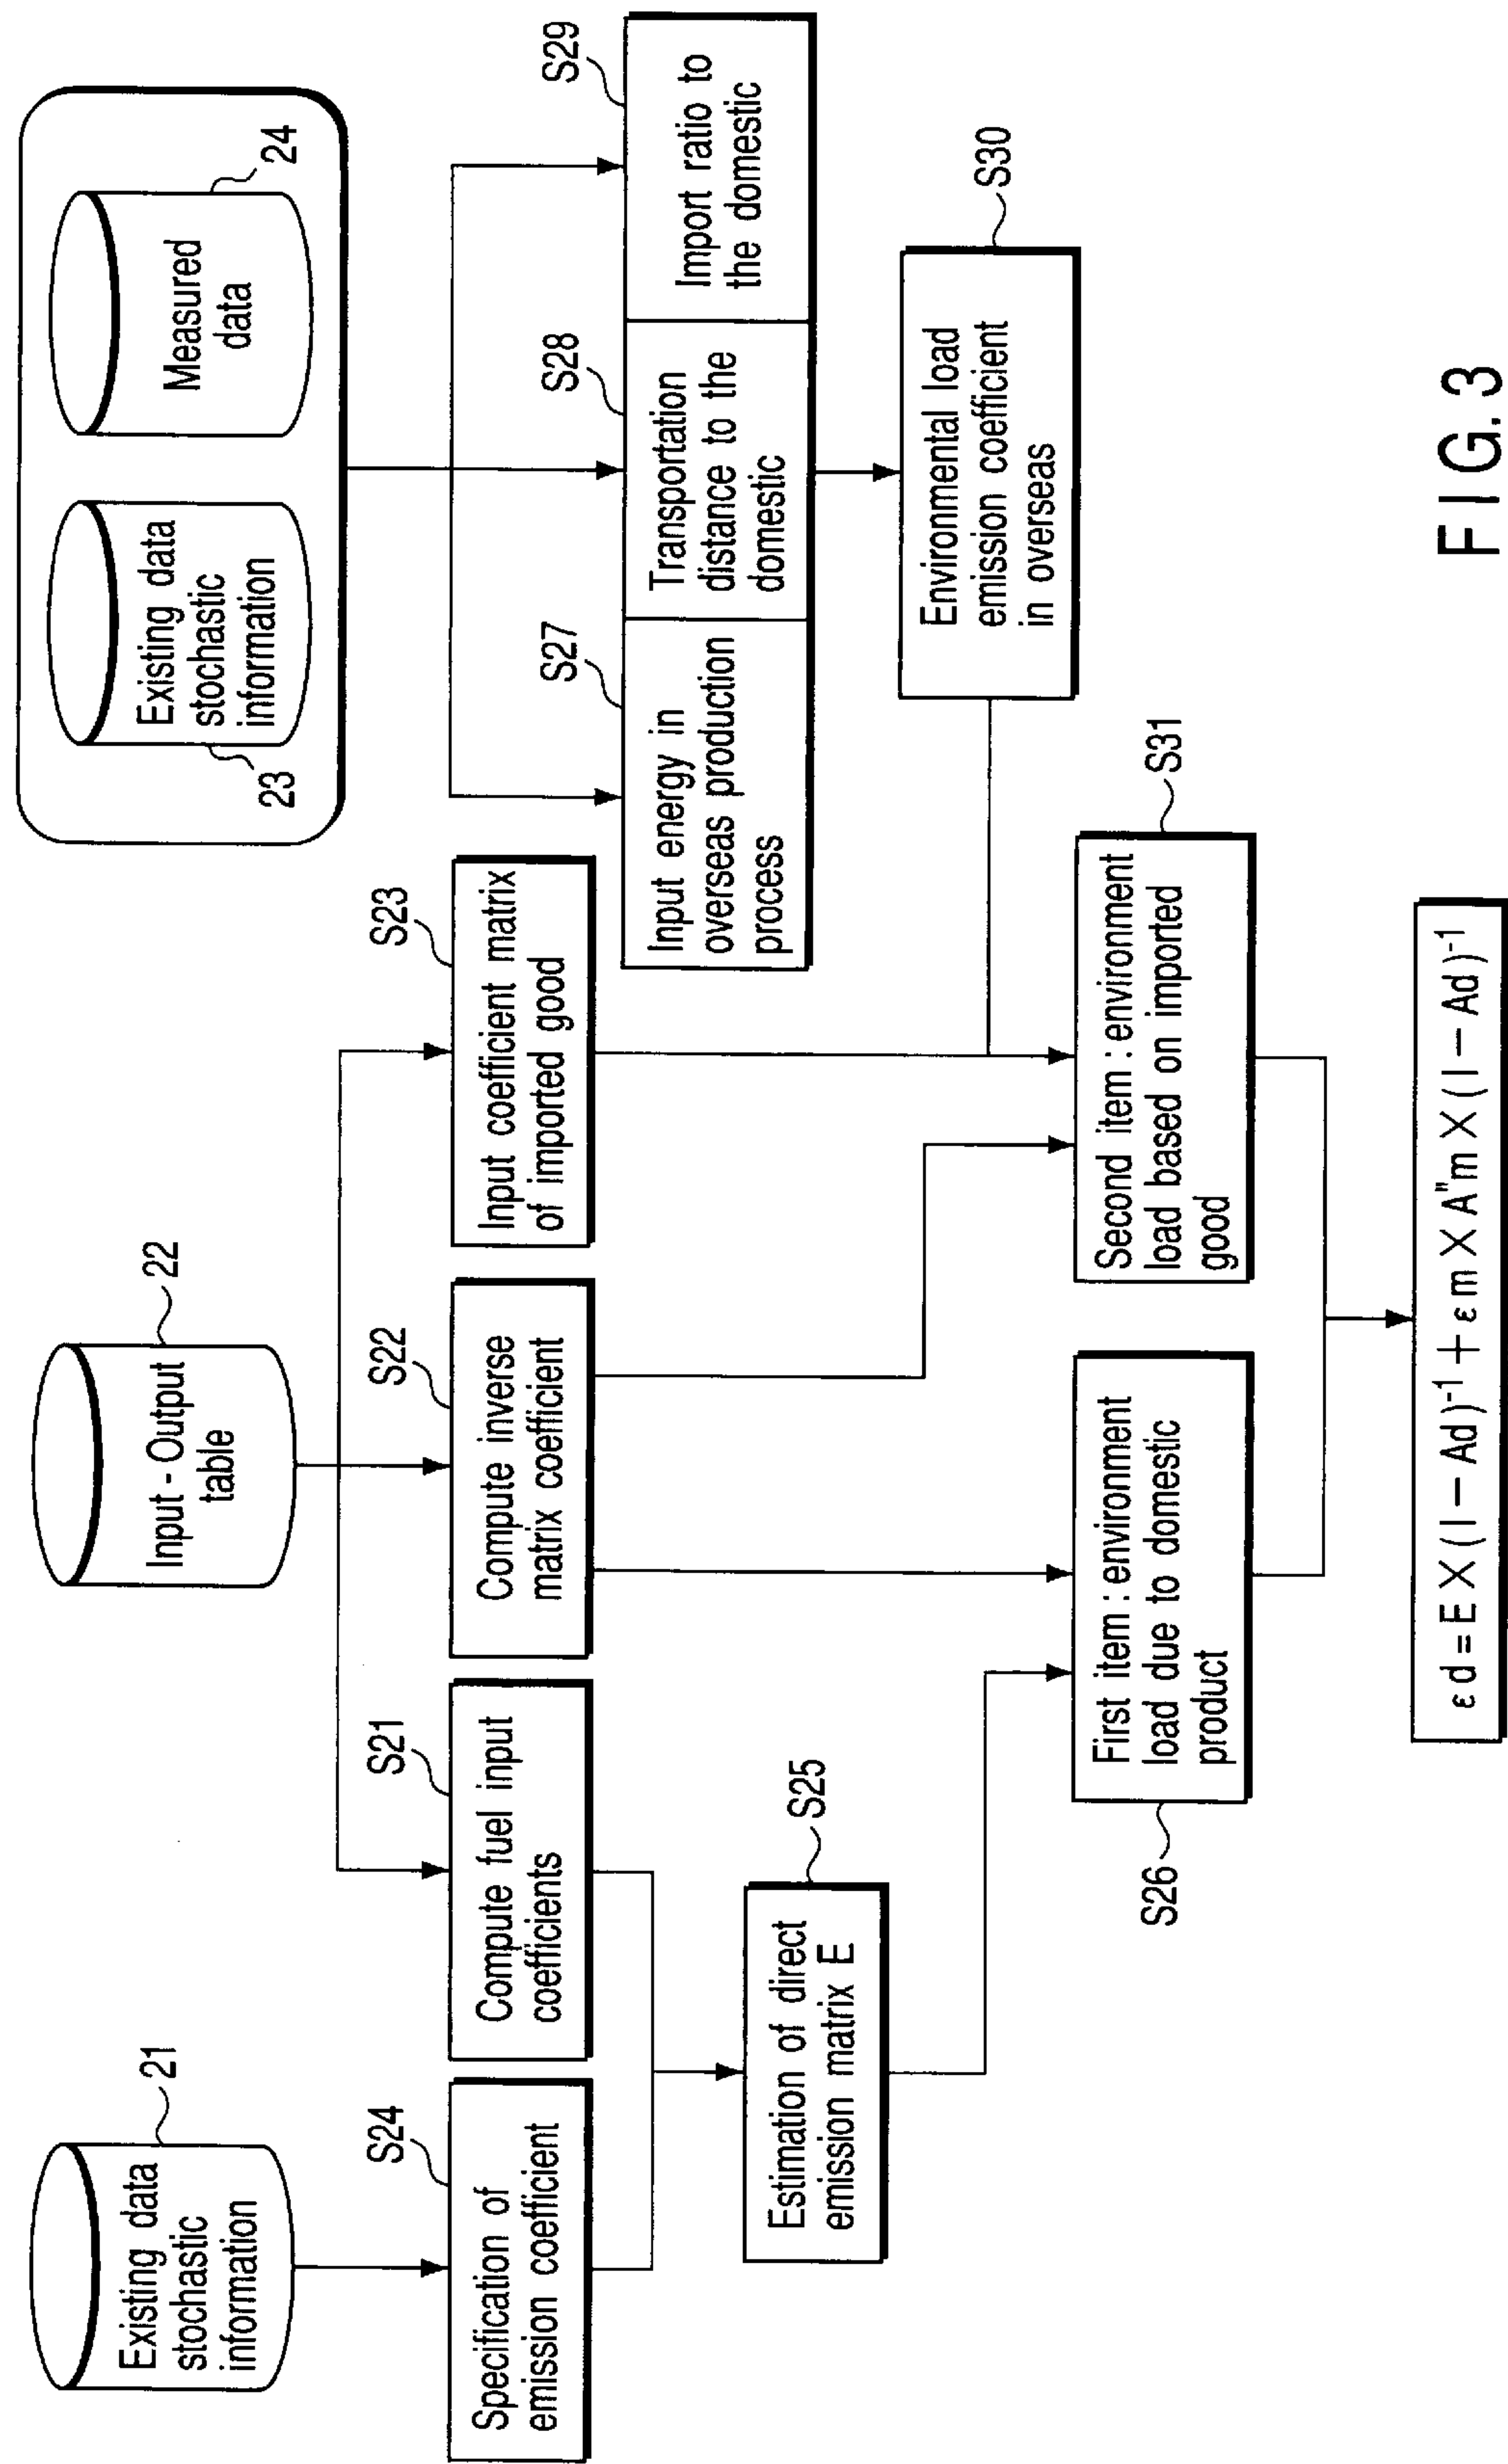 21
Existing data
stochastic
information
22
Input - Output
table
23
Existing data
stochastic
information
24
Measured
data
S24
Specification of
emission coefficient
S21
Compute fuel input
coefficients
S22
Compute inverse
matrix coefficient
S23
Input coefficient matrix
of imported good
S27
Input energy in
overseas production
process
S28
Transportation
distance to the
domestic
S29
Import ratio to
the domestic
S25
Estimation of direct
emission matrix E
S30
Environmental load
emission coefficient
in overseas
S26
First item : environment
load due to domestic
product
S31
Second item : environment
load based on imported
good
ε d = E X (I − Ad)⁻¹ + ε m X A"m X (I − Ad)⁻¹
FIG. 3